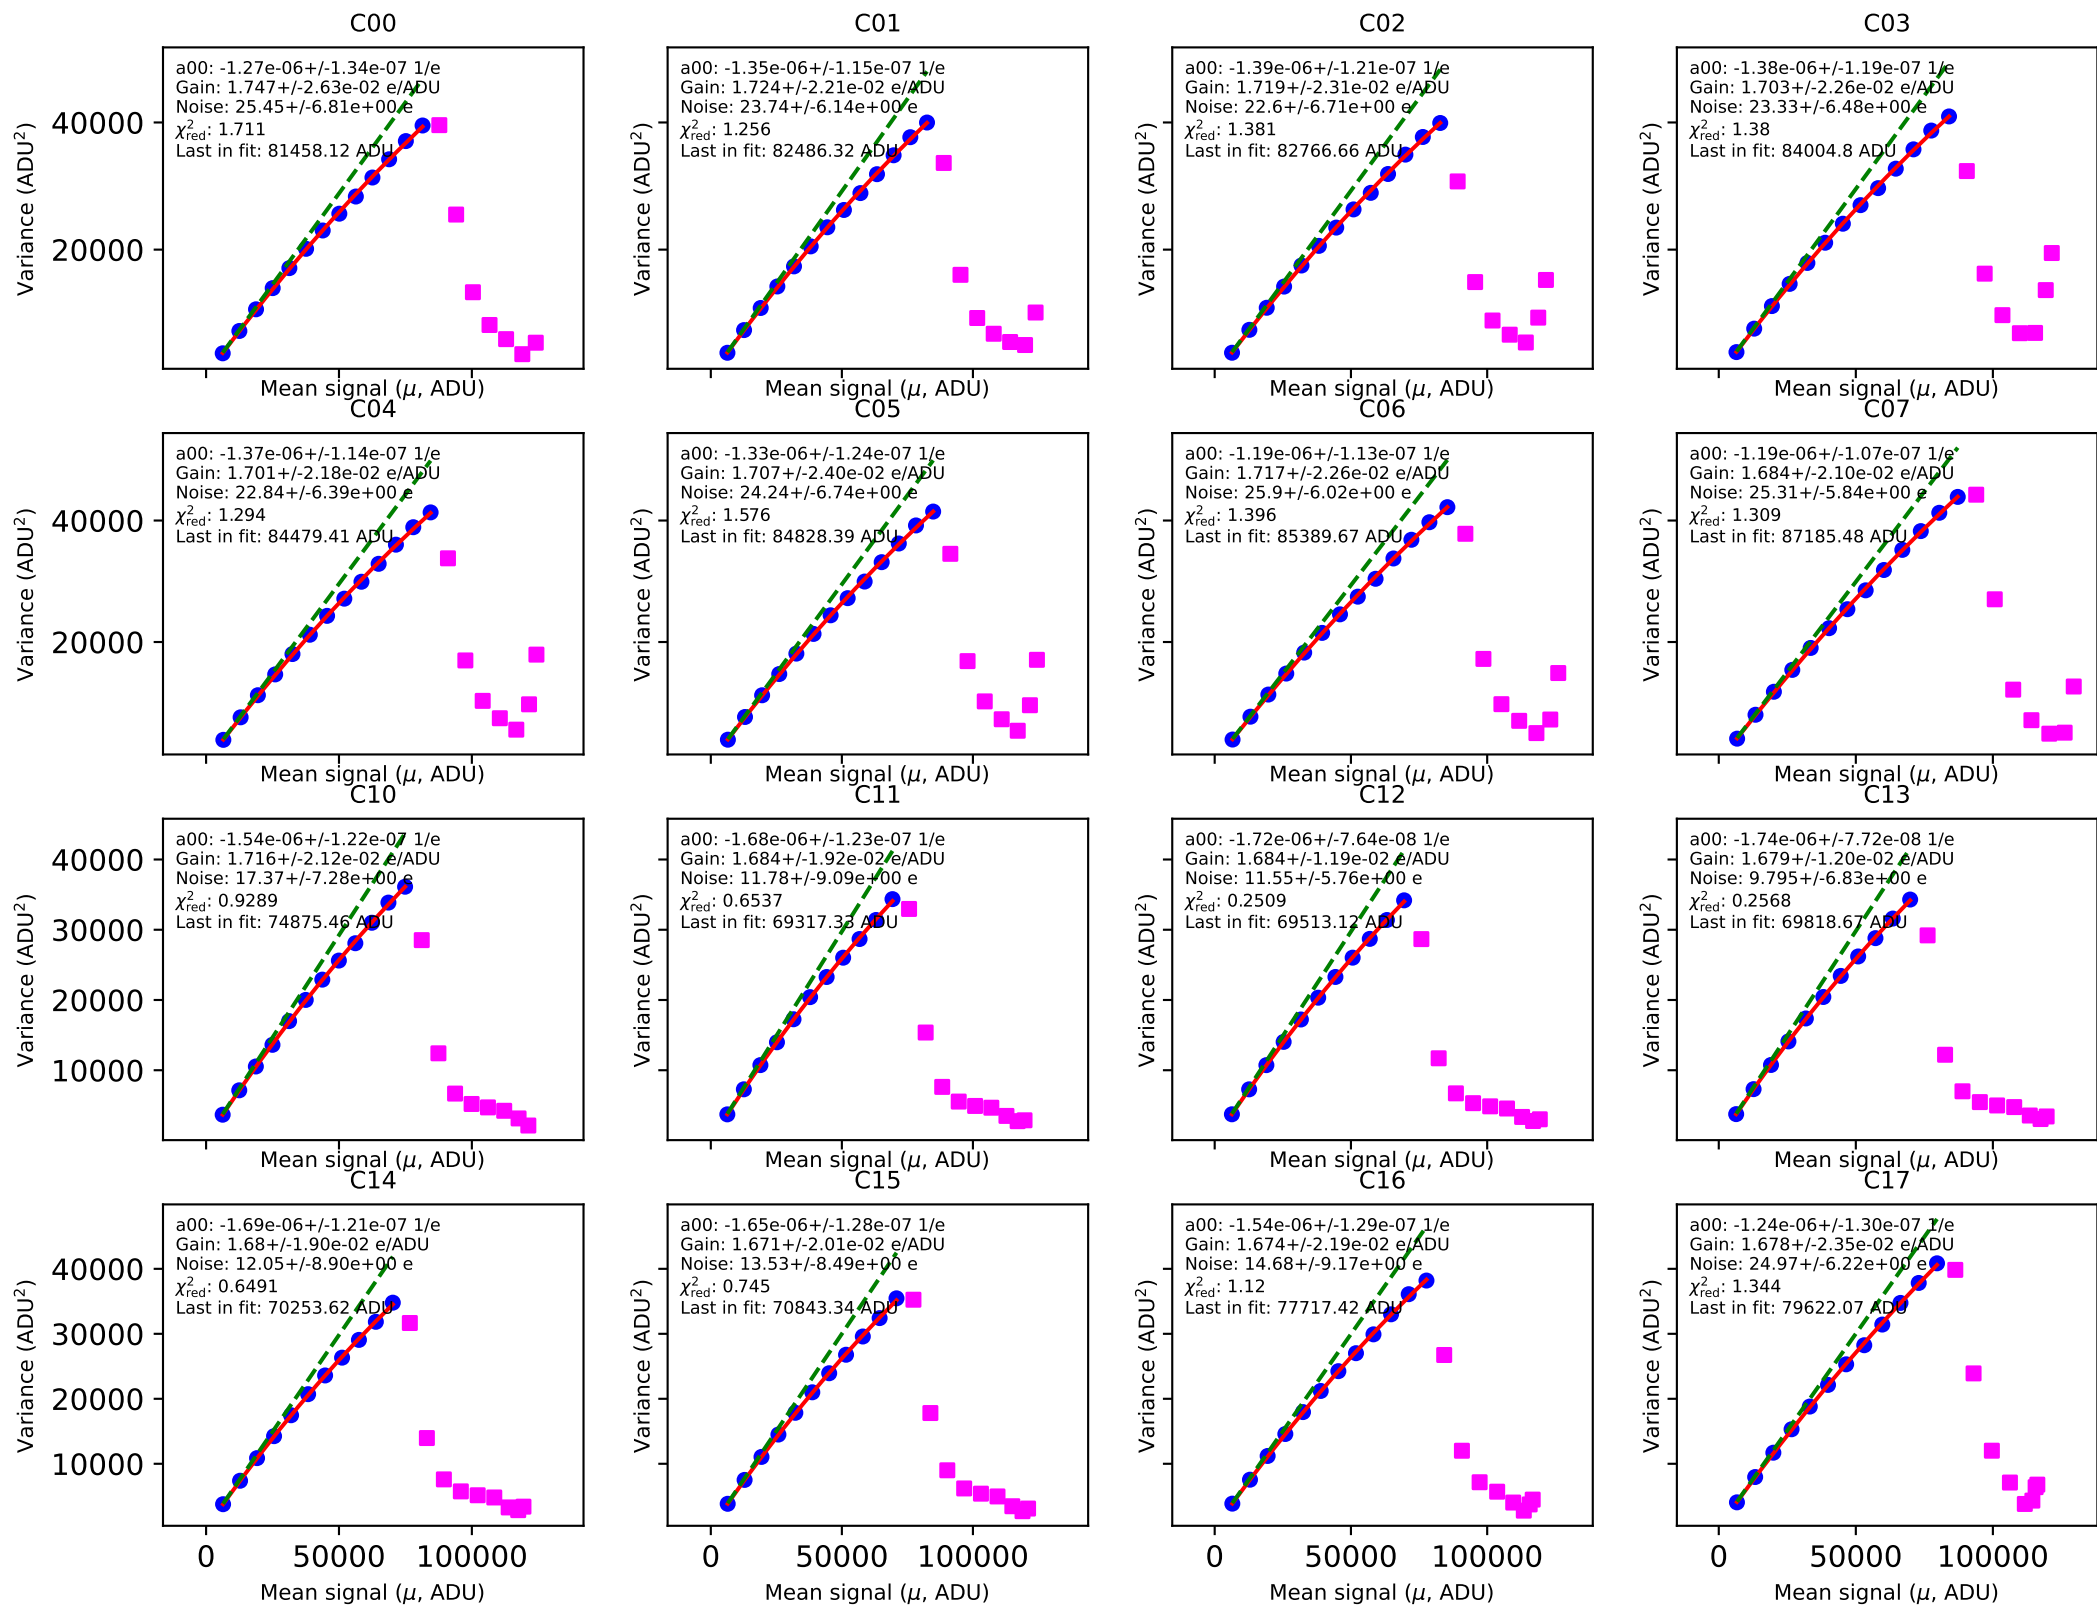 C00
a00: -1.27e-06+/-1.34e-07 1/e
Gain: 1.747+/-2.63e-02 e/ADU
Noise: 25.45+/-6.81e+00 e
χ²red: 1.711
Last in fit: 81458.12 ADU
40000
20000
Variance (ADU²)
Mean signal (μ, ADU)
C01
a00: -1.35e-06+/-1.15e-07 1/e
Gain: 1.724+/-2.21e-02 e/ADU
Noise: 23.74+/-6.14e+00 e
χ²red: 1.256
Last in fit: 82486.32 ADU
Variance (ADU²)
Mean signal (μ, ADU)
C02
a00: -1.39e-06+/-1.21e-07 1/e
Gain: 1.719+/-2.31e-02 e/ADU
Noise: 22.6+/-6.71e+00 e
χ²red: 1.381
Last in fit: 82766.66 ADU
Variance (ADU²)
Mean signal (μ, ADU)
C03
a00: -1.38e-06+/-1.19e-07 1/e
Gain: 1.703+/-2.26e-02 e/ADU
Noise: 23.33+/-6.48e+00 e
χ²red: 1.38
Last in fit: 84004.8 ADU
Variance (ADU²)
Mean signal (μ, ADU)
C04
a00: -1.37e-06+/-1.14e-07 1/e
Gain: 1.701+/-2.18e-02 e/ADU
Noise: 22.84+/-6.39e+00 e
χ²red: 1.294
Last in fit: 84479.41 ADU
40000
20000
Variance (ADU²)
Mean signal (μ, ADU)
C05
a00: -1.33e-06+/-1.24e-07 1/e
Gain: 1.707+/-2.40e-02 e/ADU
Noise: 24.24+/-6.74e+00 e
χ²red: 1.576
Last in fit: 84828.39 ADU
Variance (ADU²)
Mean signal (μ, ADU)
C06
a00: -1.19e-06+/-1.13e-07 1/e
Gain: 1.717+/-2.26e-02 e/ADU
Noise: 25.9+/-6.02e+00 e
χ²red: 1.396
Last in fit: 85389.67 ADU
Variance (ADU²)
Mean signal (μ, ADU)
C07
a00: -1.19e-06+/-1.07e-07 1/e
Gain: 1.684+/-2.10e-02 e/ADU
Noise: 25.31+/-5.84e+00 e
χ²red: 1.309
Last in fit: 87185.48 ADU
Variance (ADU²)
Mean signal (μ, ADU)
C10
a00: -1.54e-06+/-1.22e-07 1/e
Gain: 1.716+/-2.12e-02 e/ADU
Noise: 17.37+/-7.28e+00 e
χ²red: 0.9289
Last in fit: 74875.46 ADU
40000
30000
20000
10000
Variance (ADU²)
Mean signal (μ, ADU)
C11
a00: -1.68e-06+/-1.23e-07 1/e
Gain: 1.684+/-1.92e-02 e/ADU
Noise: 11.78+/-9.09e+00 e
χ²red: 0.6537
Last in fit: 69317.33 ADU
Variance (ADU²)
Mean signal (μ, ADU)
C12
a00: -1.72e-06+/-7.64e-08 1/e
Gain: 1.684+/-1.19e-02 e/ADU
Noise: 11.55+/-5.76e+00 e
χ²red: 0.2509
Last in fit: 69513.12 ADU
Variance (ADU²)
Mean signal (μ, ADU)
C13
a00: -1.74e-06+/-7.72e-08 1/e
Gain: 1.679+/-1.20e-02 e/ADU
Noise: 9.795+/-6.83e+00 e
χ²red: 0.2568
Last in fit: 69818.67 ADU
Variance (ADU²)
Mean signal (μ, ADU)
C14
a00: -1.69e-06+/-1.21e-07 1/e
Gain: 1.68+/-1.90e-02 e/ADU
Noise: 12.05+/-8.90e+00 e
χ²red: 0.6491
Last in fit: 70253.62 ADU
40000
30000
20000
10000
Variance (ADU²)
0 50000 100000
Mean signal (μ, ADU)
C15
a00: -1.65e-06+/-1.28e-07 1/e
Gain: 1.671+/-2.01e-02 e/ADU
Noise: 13.53+/-8.49e+00 e
χ²red: 0.745
Last in fit: 70843.34 ADU
Variance (ADU²)
0 50000 100000
Mean signal (μ, ADU)
C16
a00: -1.54e-06+/-1.29e-07 1/e
Gain: 1.674+/-2.19e-02 e/ADU
Noise: 14.68+/-9.17e+00 e
χ²red: 1.12
Last in fit: 77717.42 ADU
Variance (ADU²)
0 50000 100000
Mean signal (μ, ADU)
C17
a00: -1.24e-06+/-1.30e-07 1/e
Gain: 1.678+/-2.35e-02 e/ADU
Noise: 24.97+/-6.22e+00 e
χ²red: 1.344
Last in fit: 79622.07 ADU
Variance (ADU²)
0 50000 100000
Mean signal (μ, ADU)